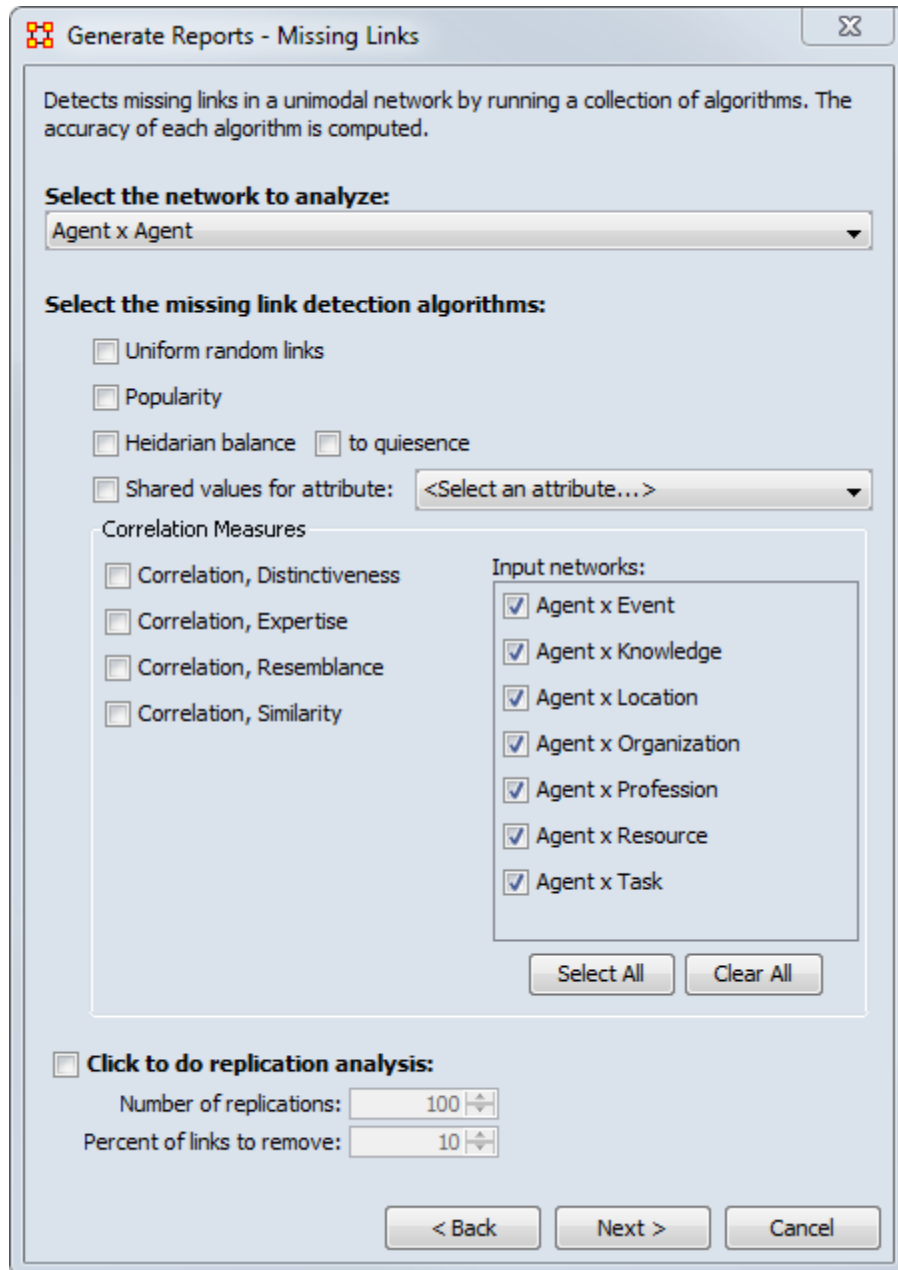 Generate Reports - Missing Links
Detects missing links in a unimodal network by running a collection of algorithms. The
accuracy of each algorithm is computed.
Select the network to analyze:
Agent x Agent
Select the missing link detection algorithms:
Uniform random links
Popularity
Heidarian balance to quiesence
Shared values for attribute: <Select an attribute...>
Correlation Measures
Correlation, Distinctiveness
Correlation, Expertise
Correlation, Resemblance
Correlation, Similarity
Input networks:
Agent x Event
Agent x Knowledge
Agent x Location
Agent x Organization
Agent x Profession
Agent x Resource
Agent x Task
Select All Clear All
Click to do replication analysis:
Number of replications: 100
Percent of links to remove: 10
< Back Next > Cancel